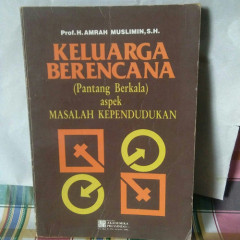 Prof.H.AMRAH MUSLIMIN,S.H.
KELUARGA
BERENCANA
(Pantang Berkala)
aspek
MASALAH KEPENDUDUKAN